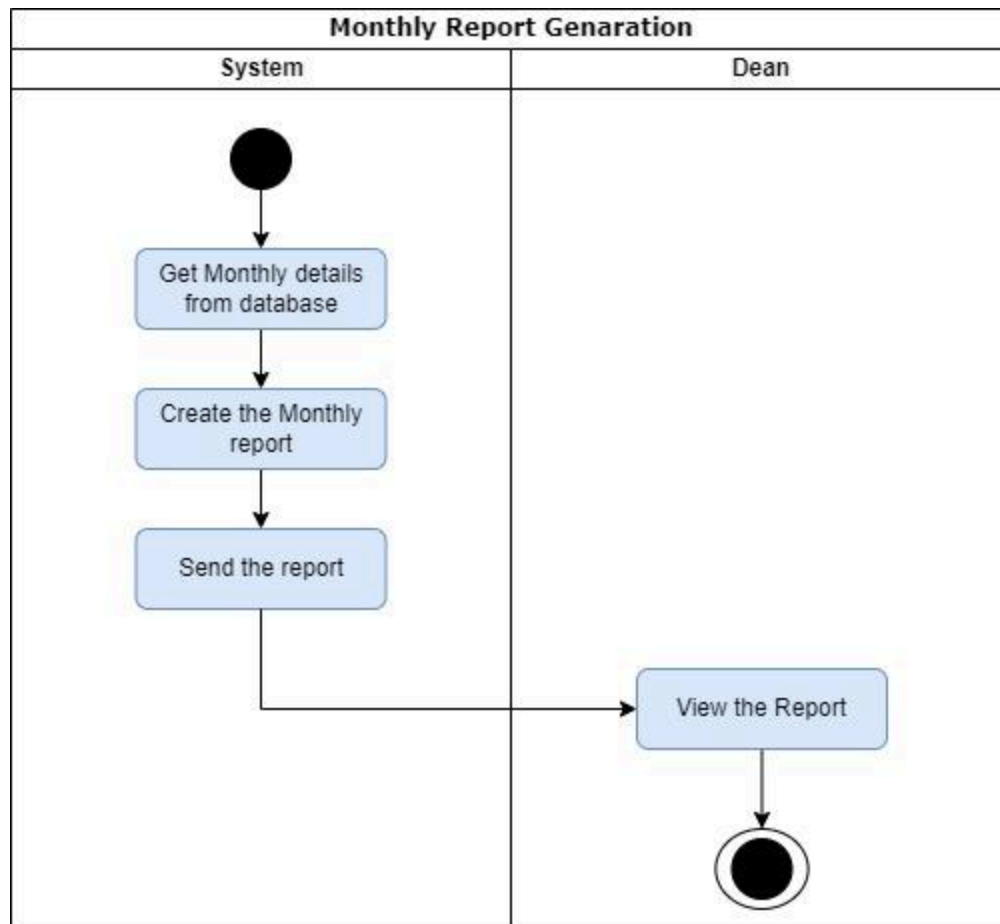 Monthly Report Genaration
System
Dean
Get Monthly details
from database
Create the Monthly
report
Send the report
View the Report